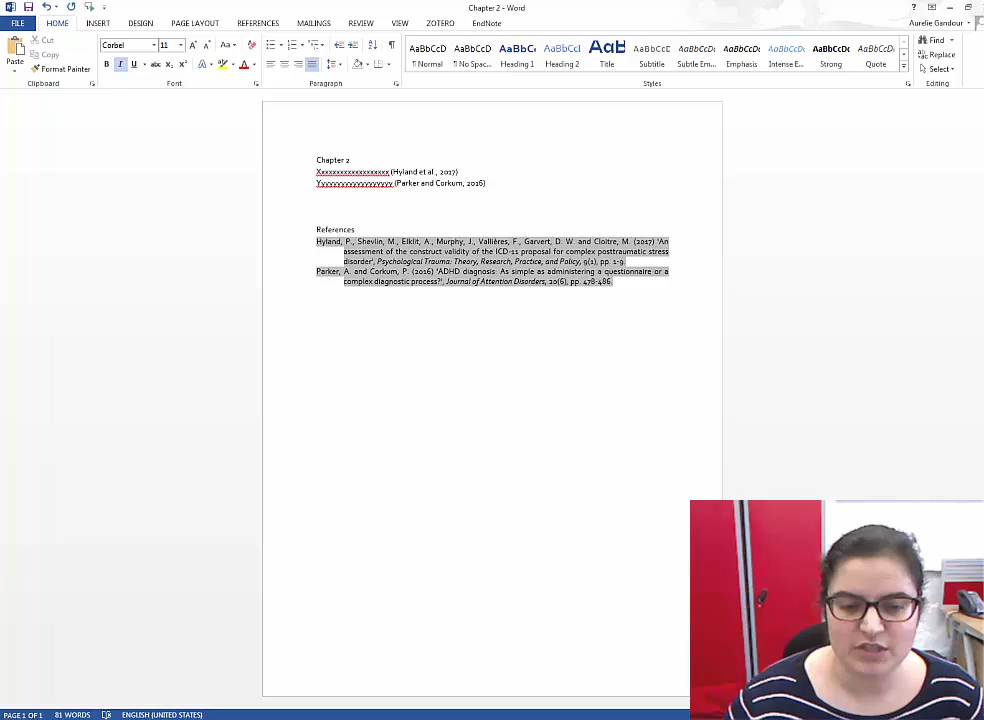 Chapter 2 - Word
FILE HOME INSERT DESIGN PAGE LAYOUT REFERENCES MAILINGS REVIEW VIEW ZOTERO EndNote
Aurelie Gandour
Paste
Cut
Copy
Format Painter
Clipboard
Corbel 11
Font
Paragraph
AaBbCcD AaBbCcD AaBbC AaBbCcI AaB AaBbCcE AaBbCcDı AaBbCcDı AaBbCcDı AaBbCcDı AaBbCcDı
¶ Normal ¶ No Spac... Heading 1 Heading 2 Title Subtitle Subtle Em... Emphasis Intense E... Strong Quote
Styles
Find
Replace
Select
Editing
Chapter 2
Xxxxxxxxxxxxxxxxxx (Hyland et al., 2017)
Yyyyyyyyyyyyyyyyyyy (Parker and Corkum, 2016)
References
Hyland, P., Shevlin, M., Elklit, A., Murphy, J., Vallières, F., Garvert, D. W. and Cloitre, M. (2017) 'An
assessment of the construct validity of the ICD-11 proposal for complex posttraumatic stress
disorder', Psychological Trauma: Theory, Research, Practice, and Policy, 9(1), pp. 1-9.
Parker, A. and Corkum, P. (2016) 'ADHD diagnosis: As simple as administering a questionnaire or a
complex diagnostic process?', Journal of Attention Disorders, 20(6), pp. 478-486.
PAGE 1 OF 1 81 WORDS ENGLISH (UNITED STATES)